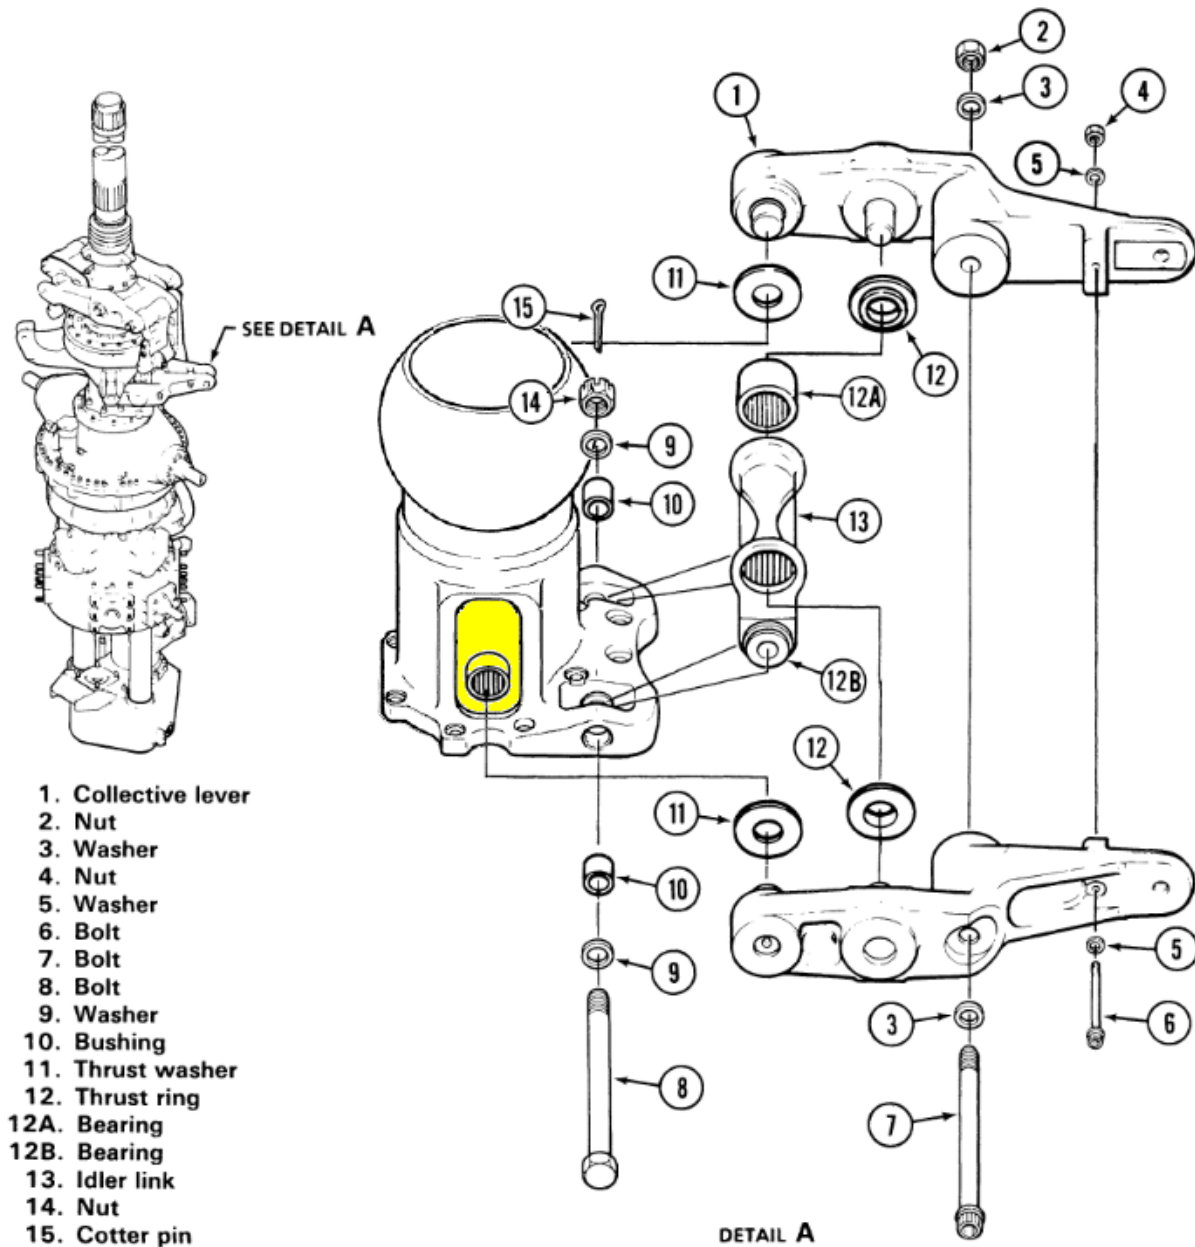 2
1
3
4
5
SEE DETAIL A
11
15
12
14
12A
9
10
13
12B
12
11
10
5
9
3
6
8
7
1. Collective lever
2. Nut
3. Washer
4. Nut
5. Washer
6. Bolt
7. Bolt
8. Bolt
9. Washer
10. Bushing
11. Thrust washer
12. Thrust ring
12A. Bearing
12B. Bearing
13. Idler link
14. Nut
15. Cotter pin
DETAIL A